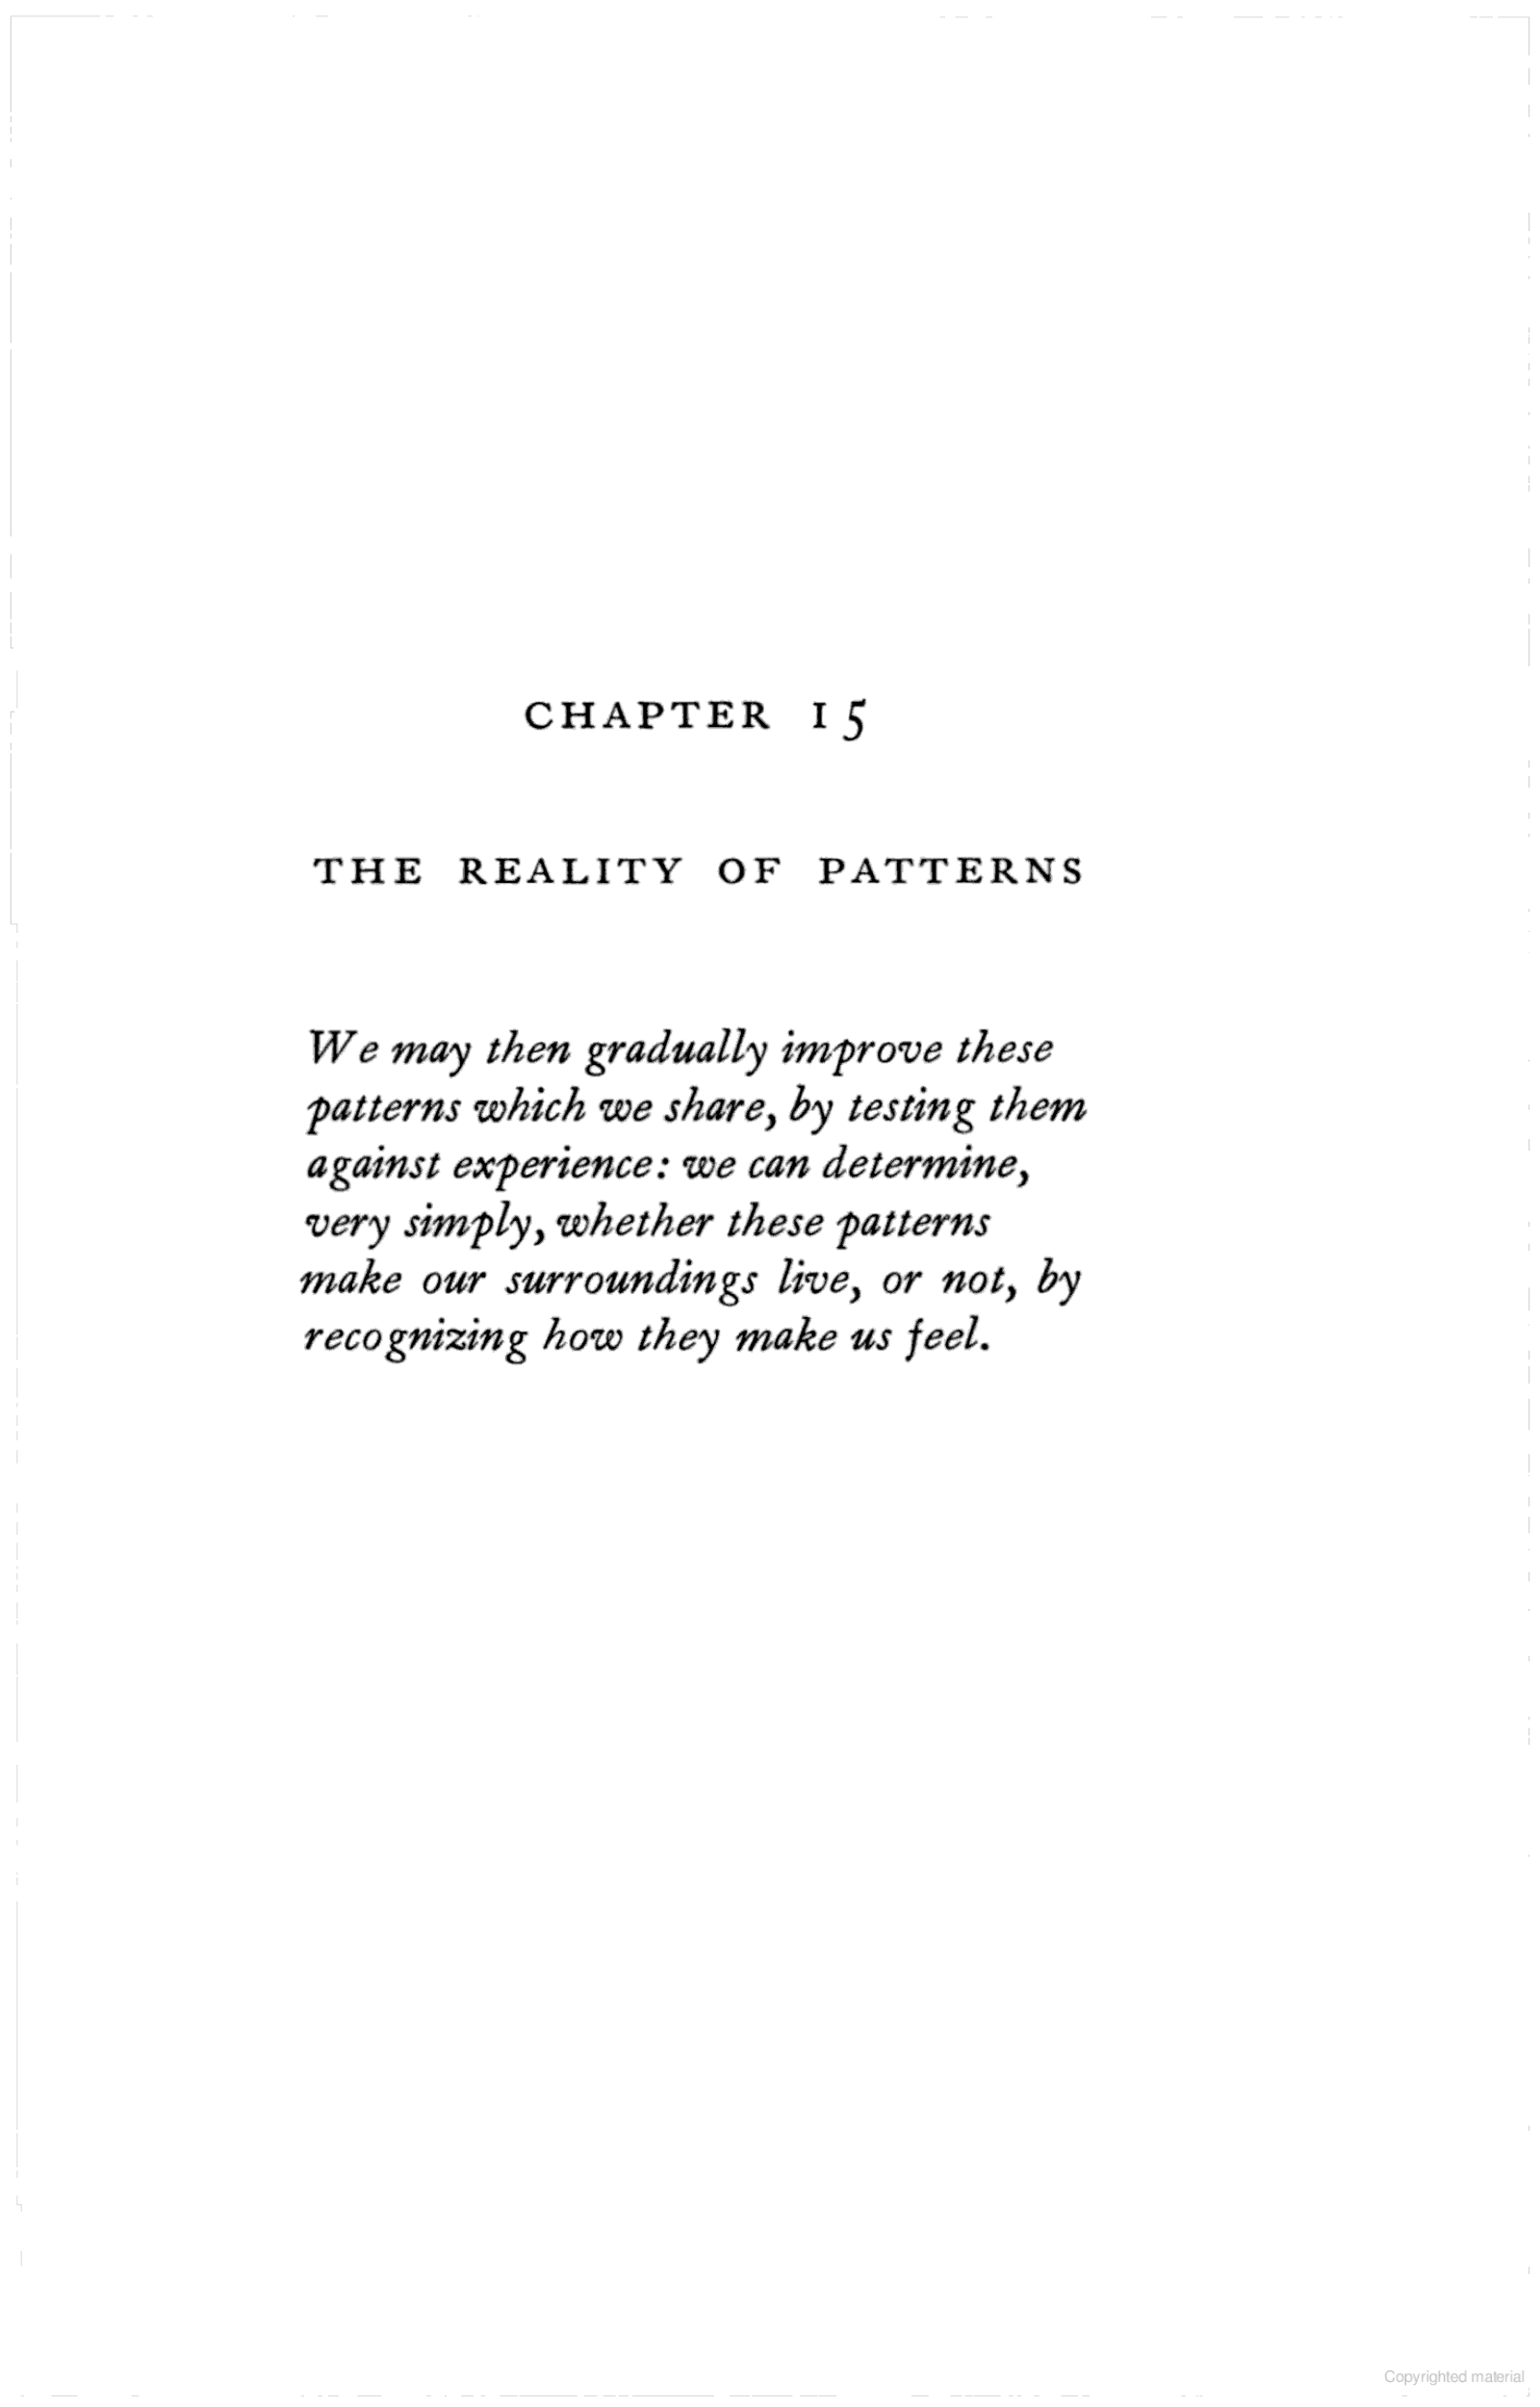 CHAPTER 15
THE REALITY OF PATTERNS
We may then gradually improve these
patterns which we share, by testing them
against experience: we can determine,
very simply, whether these patterns
make our surroundings live, or not, by
recognizing how they make us feel.
Copyrighted material